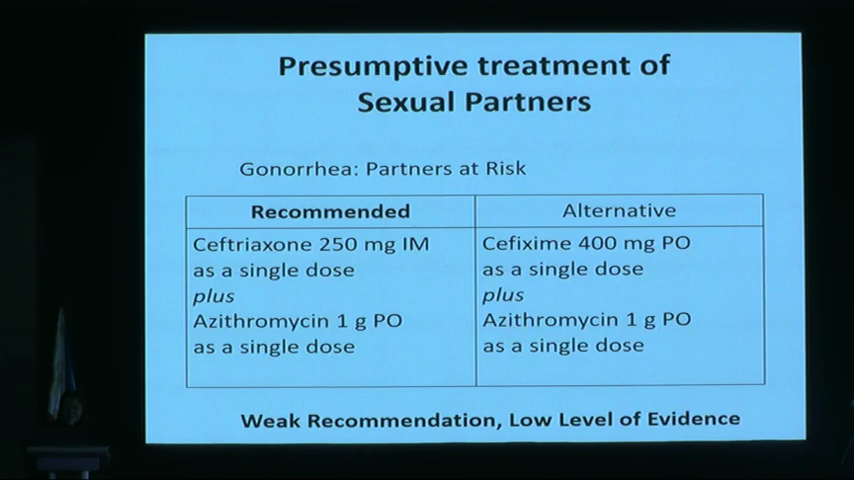 Presumptive treatment of
Sexual Partners
Gonorrhea: Partners at Risk
Recommended
Alternative
Ceftriaxone 250 mg IM
as a single dose
plus
Azithromycin 1 g PO
as a single dose
Cefixime 400 mg PO
as a single dose
plus
Azithromycin 1 g PO
as a single dose
Weak Recommendation, Low Level of Evidence